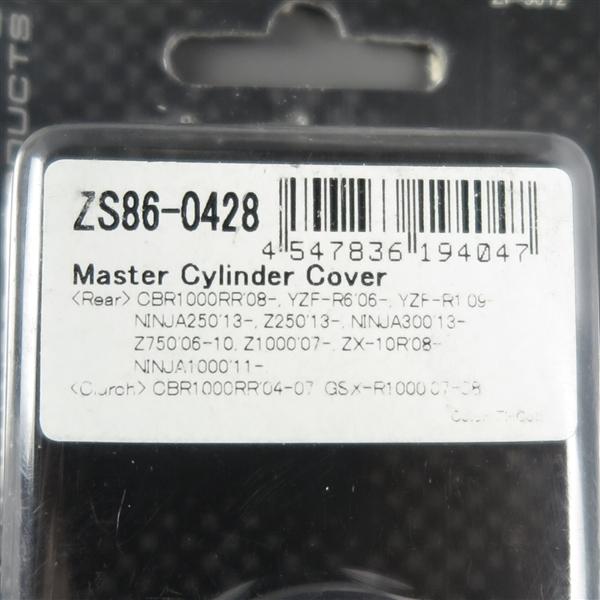 DUCTS
ZS86-0428
4 547836 194047
Master Cylinder Cover
<Rear> CBR1000RR'08-, YZF-R6'06-, YZF-R1'09-
NINJA250'13-, Z250'13-, NINJA300'13-
Z750'06-10, Z1000'07-, ZX-10R'08-
NINJA1000'11-
<Clutch> CBR1000RR'04-07 GSX-R1000'07-08
Color